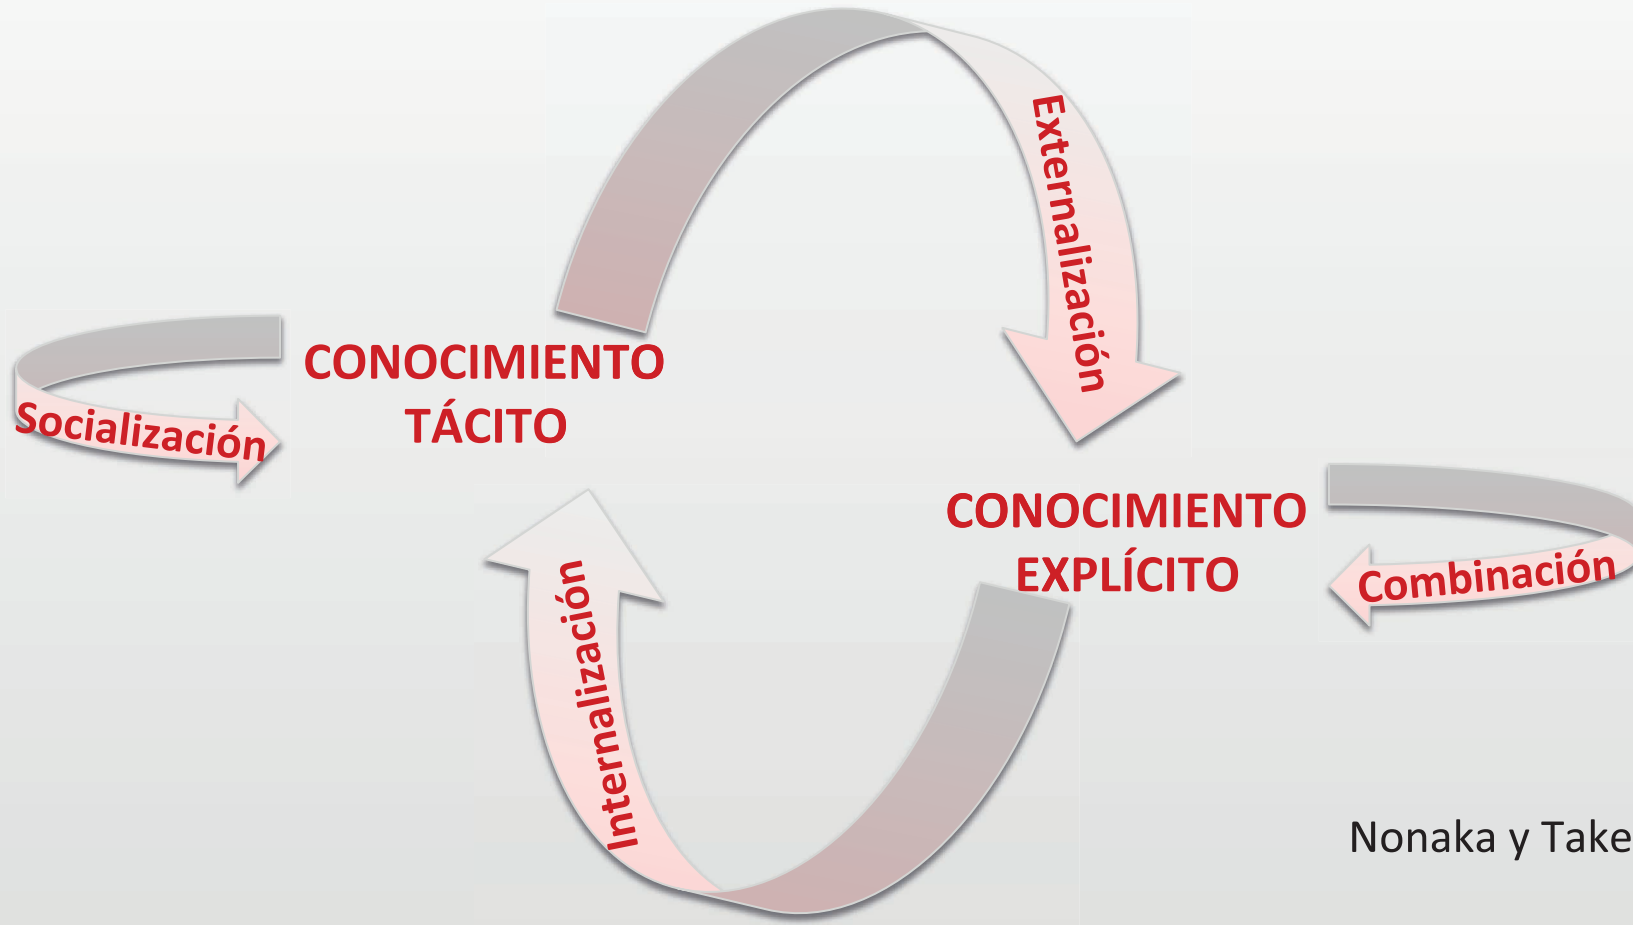 Externalización
CONOCIMIENTO
TÁCITO
Socialización
CONOCIMIENTO
EXPLÍCITO
Combinación
Internalización
Nonaka y Take